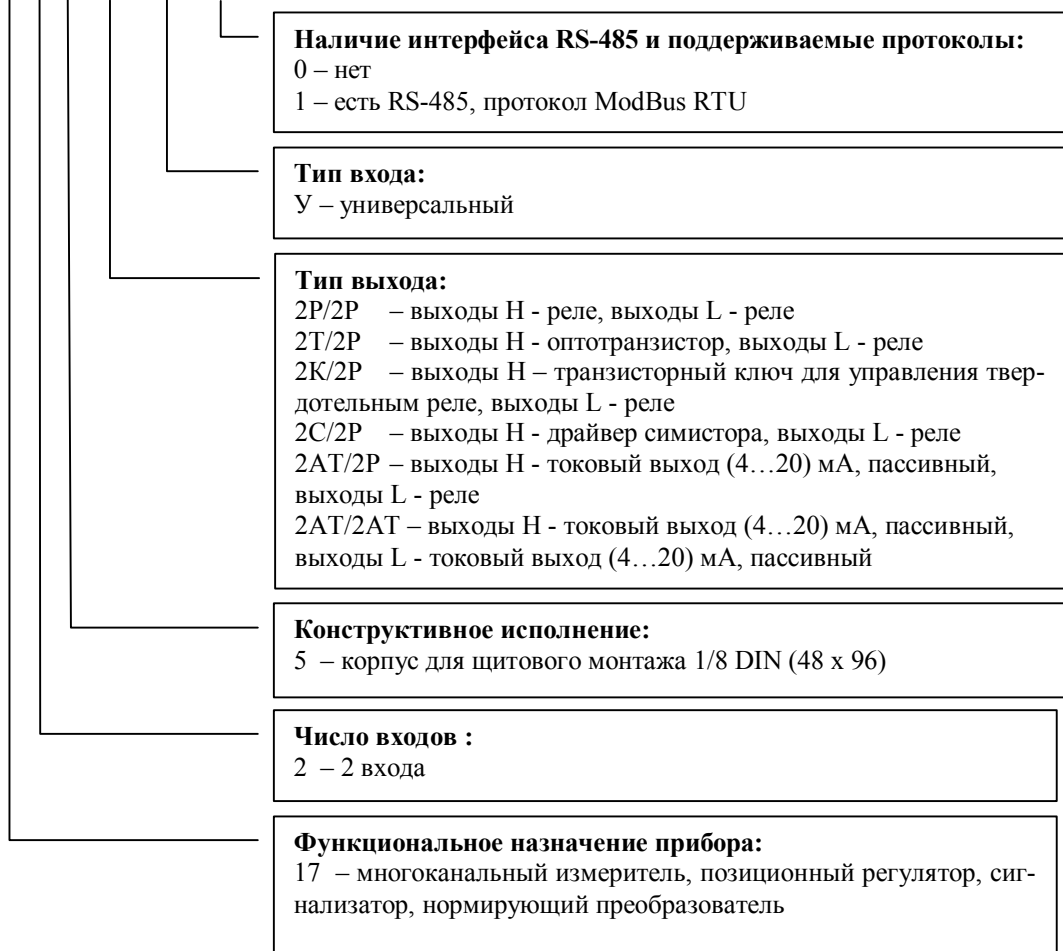 Наличие интерфейса RS-485 и поддерживаемые протоколы:
0 – нет
1 – есть RS-485, протокол ModBus RTU
Тип входа:
У – универсальный
Тип выхода:
2Р/2Р – выходы H - реле, выходы L - реле
2Т/2Р – выходы H - оптотранзистор, выходы L - реле
2К/2Р – выходы H – транзисторный ключ для управления твер-
дотельным реле, выходы L - реле
2С/2Р – выходы H - драйвер симистора, выходы L - реле
2АТ/2Р – выходы H - токовый выход (4…20) мА, пассивный,
выходы L - реле
2АТ/2АТ – выходы H - токовый выход (4…20) мА, пассивный,
выходы L - токовый выход (4…20) мА, пассивный
Конструктивное исполнение:
5 – корпус для щитового монтажа 1/8 DIN (48 x 96)
Число входов :
2 – 2 входа
Функциональное назначение прибора:
17 – многоканальный измеритель, позиционный регулятор, сиг-
нализатор, нормирующий преобразователь